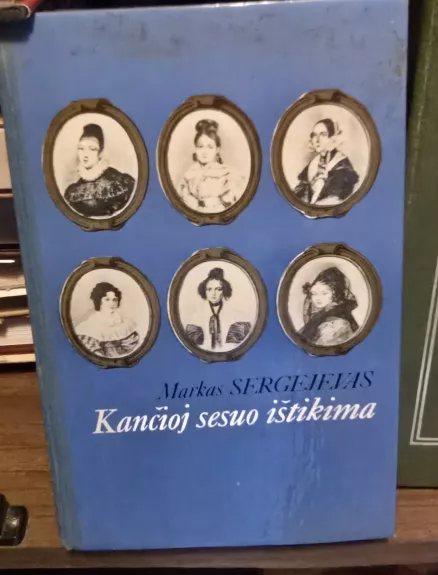 Markas SERGEJEVAS
Kančioj sesuo ištikima